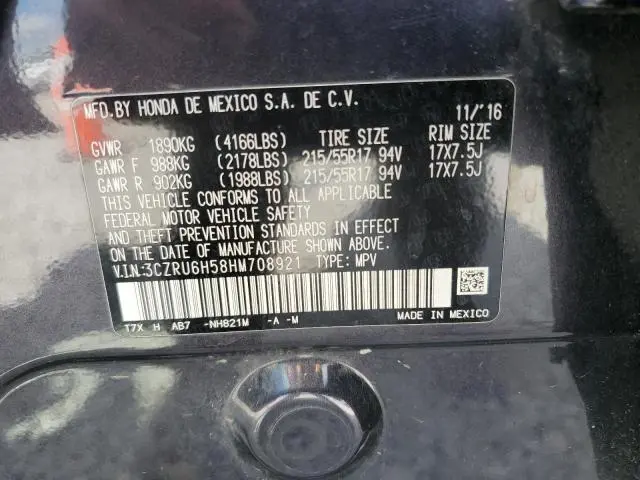 MFD.BY HONDA DE MEXICO S.A. DE C.V. 11/'16
GVWR 1890KG (4166LBS) TIRE SIZE RIM SIZE
GAWR F 988KG (2178LBS) 215/55R17 94V 17X7.5J
GAWR R 902KG (1988LBS) 215/55R17 94V 17X7.5J
THIS VEHICLE CONFORMS TO ALL APPLICABLE
FEDERAL MOTOR VEHICLE SAFETY
AND THEFT PREVENTION STANDARDS IN EFFECT
ON THE DATE OF MANUFACTURE SHOWN ABOVE.
V.I.N.:3CZRU6H58HM708921 TYPE: MPV
T7X H AB7 -NH821M -A -M MADE IN MEXICO